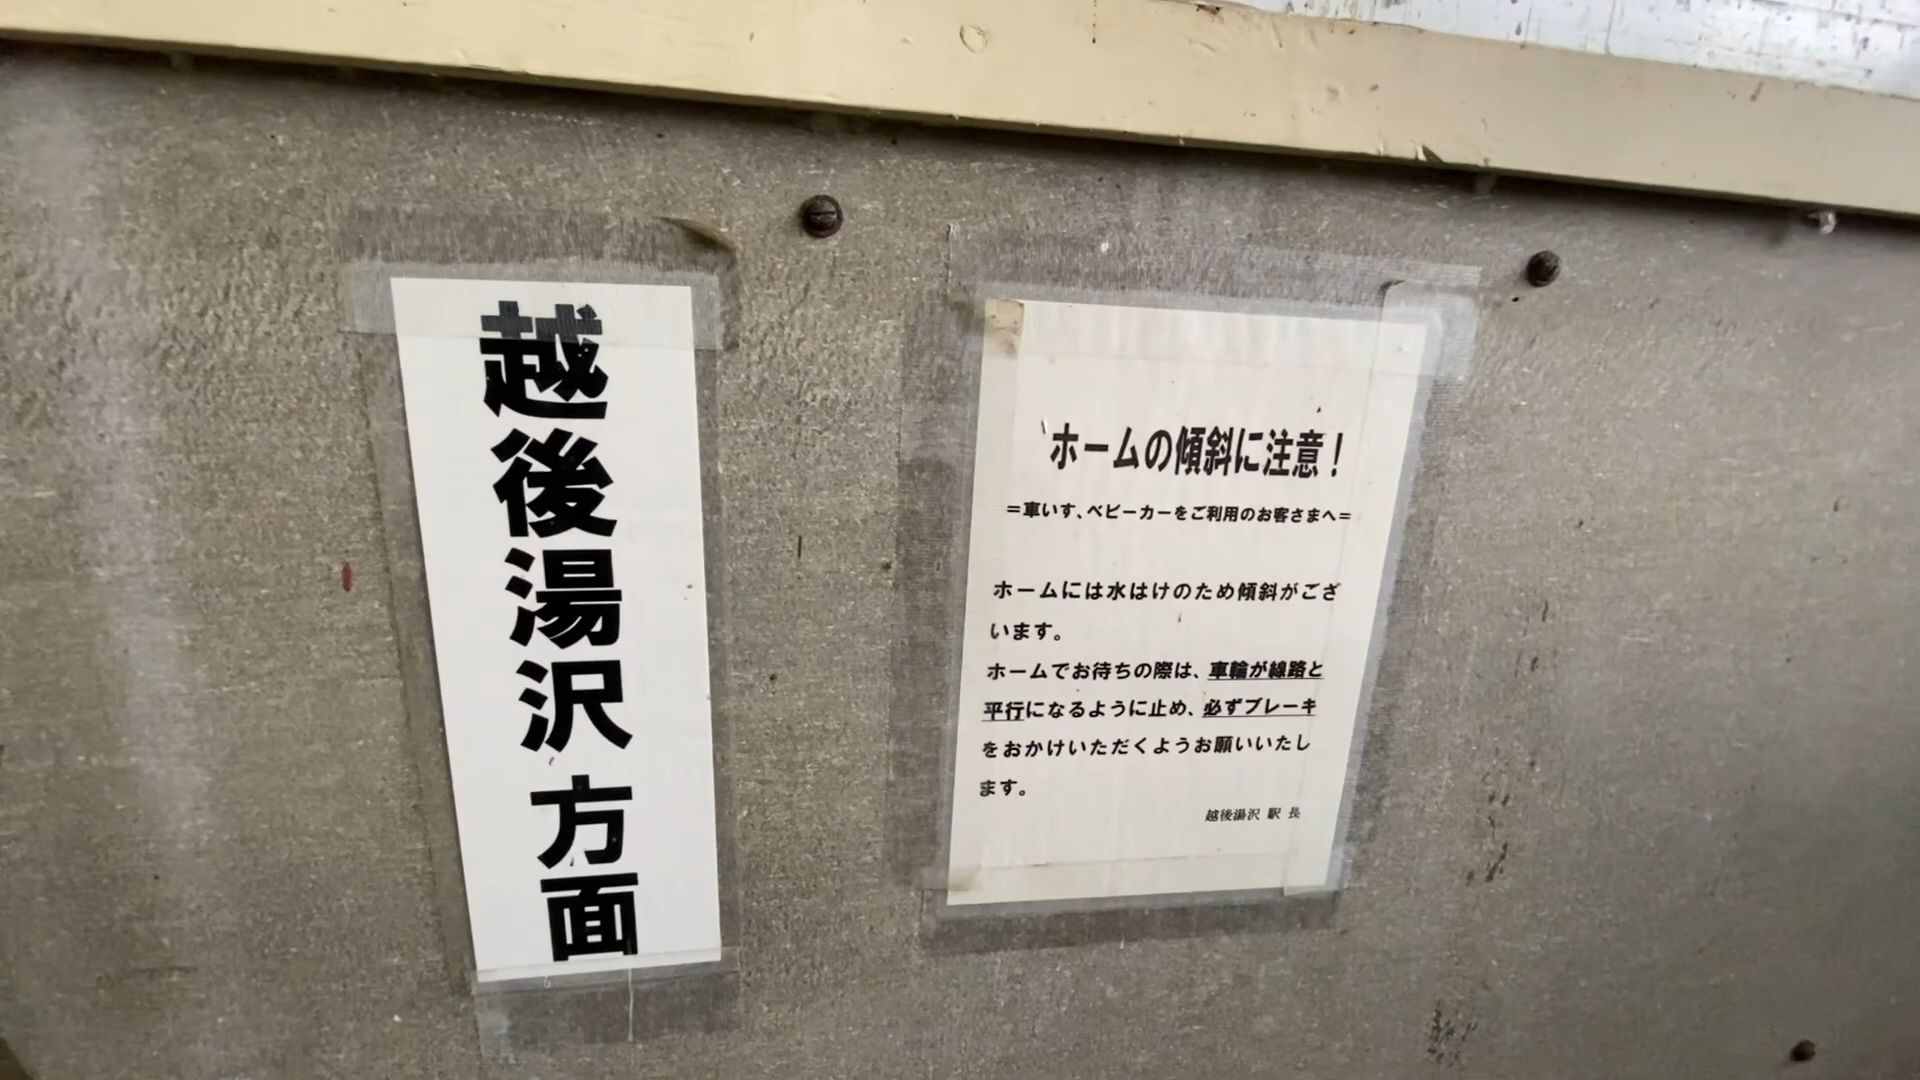 越後湯沢方面
ホームの傾斜に注意！
＝車いす、ベビーカーをご利用のお客さまへ＝
ホームには水はけのため傾斜がござ
います。
ホームでお待ちの際は、車輪が線路と
平行になるように止め、必ずブレーキ
をおかけいただくようお願いいたし
ます。
越後湯沢 駅 長